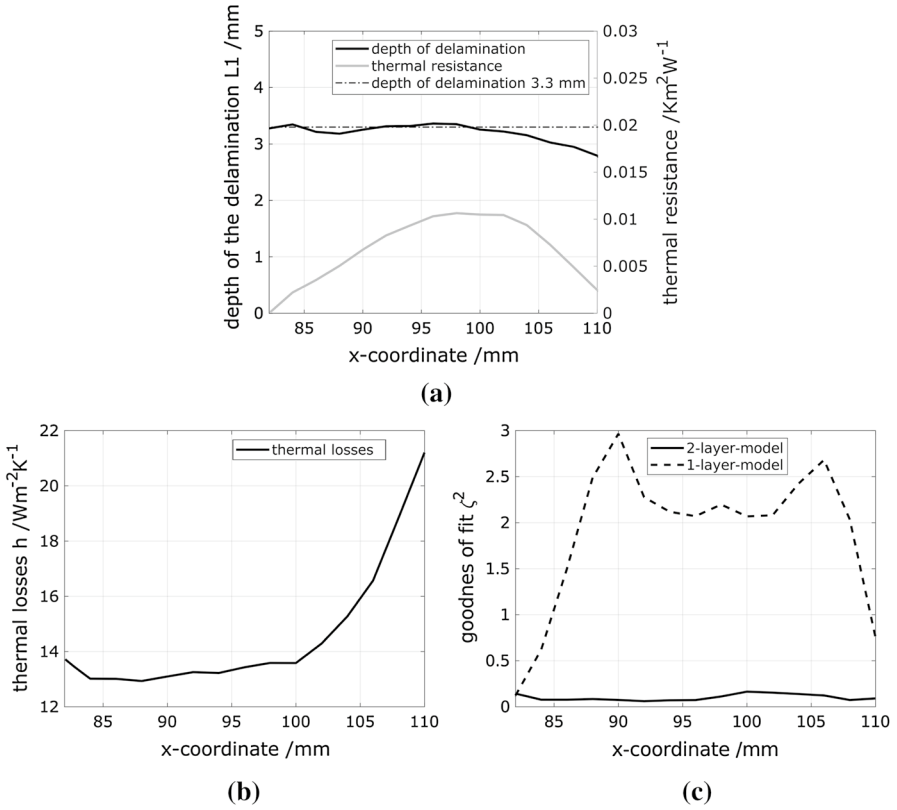 depth of the delamination L1 /mm
5
4
3
2
1
0
depth of delamination
thermal resistance
depth of delamination 3.3 mm
0.03
0.025
0.02
0.015
0.01
0.005
0
thermal resistance /Km²W⁻¹
85 90 95 100 105 110
x-coordinate /mm
(a)
thermal losses h /Wm⁻²K⁻¹
22
20
18
16
14
12
thermal losses
85 90 95 100 105 110
x-coordinate /mm
(b)
goodnes of fit ζ²
3
2.5
2
1.5
1
0.5
0
2-layer-model
1-layer-model
85 90 95 100 105 110
x-coordinate /mm
(c)